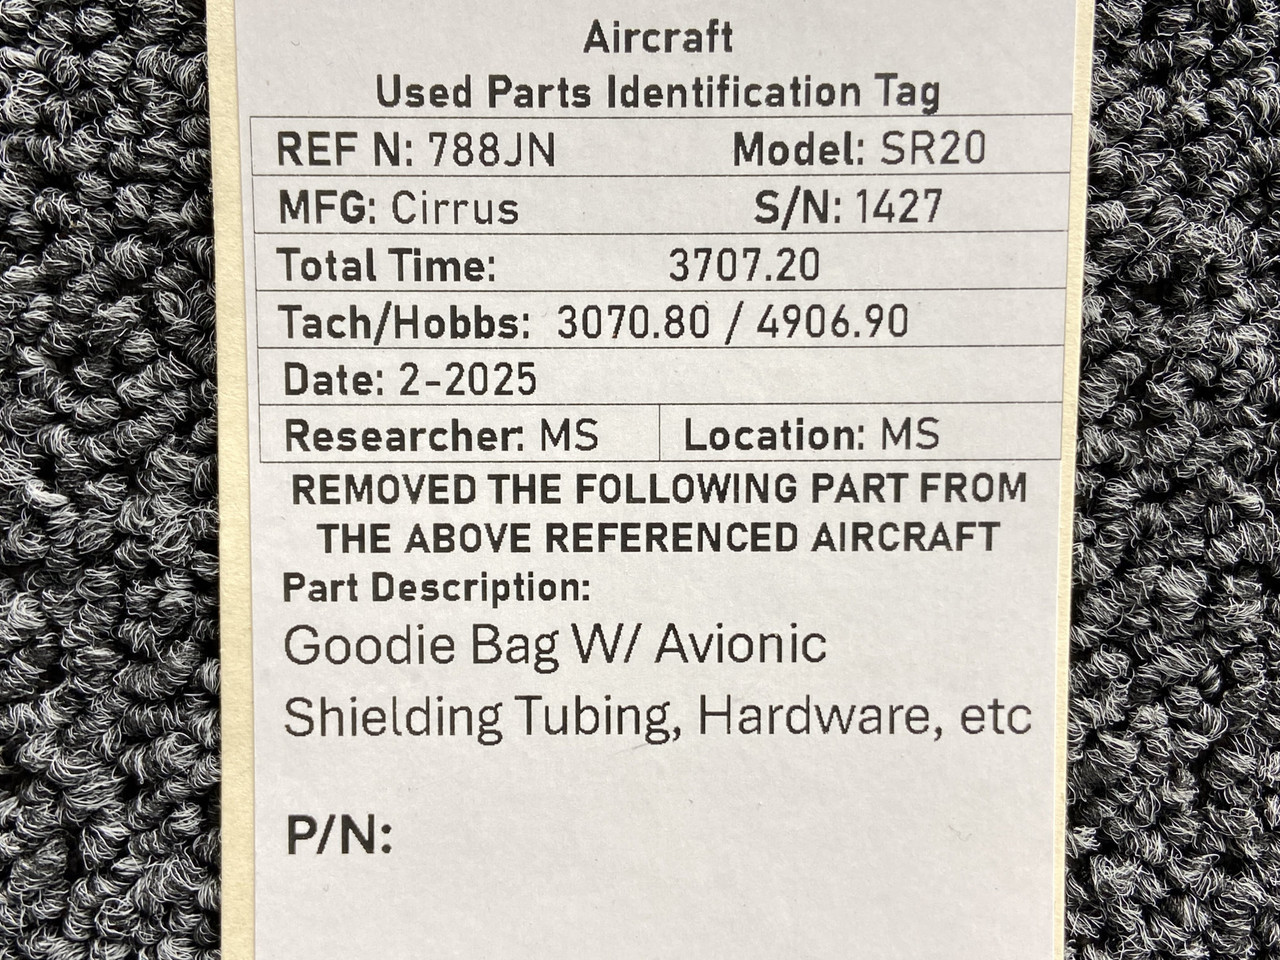 Aircraft
Used Parts Identification Tag
REF N: 788JN Model: SR20
MFG: Cirrus S/N: 1427
Total Time: 3707.20
Tach/Hobbs: 3070.80 / 4906.90
Date: 2-2025
Researcher: MS Location: MS
REMOVED THE FOLLOWING PART FROM
THE ABOVE REFERENCED AIRCRAFT
Part Description:
Goodie Bag W/ Avionic
Shielding Tubing, Hardware, etc
P/N: